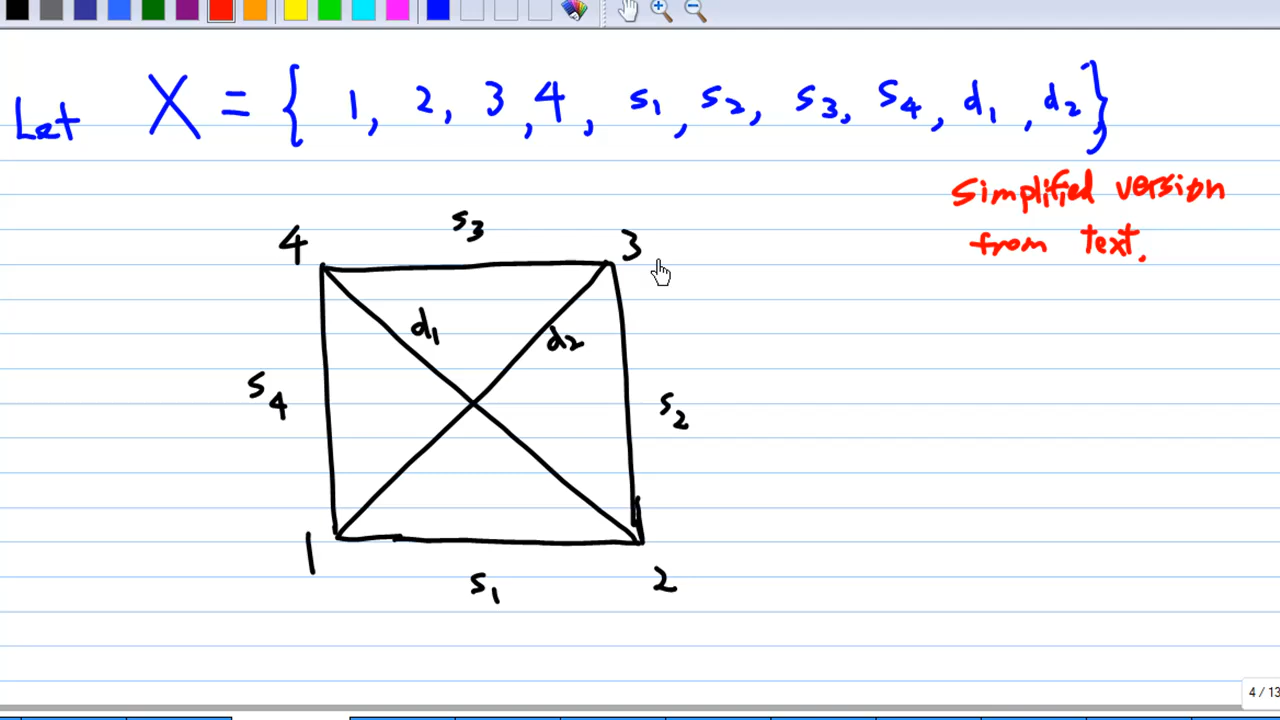 Let X = { 1, 2, 3, 4, s₁, s₂, s₃, s₄, d₁, d₂}
Simplified version
from text.
4 s₃ 3
d₁ d₂
s₄ s₂
1 s₁ 2
4 / 13